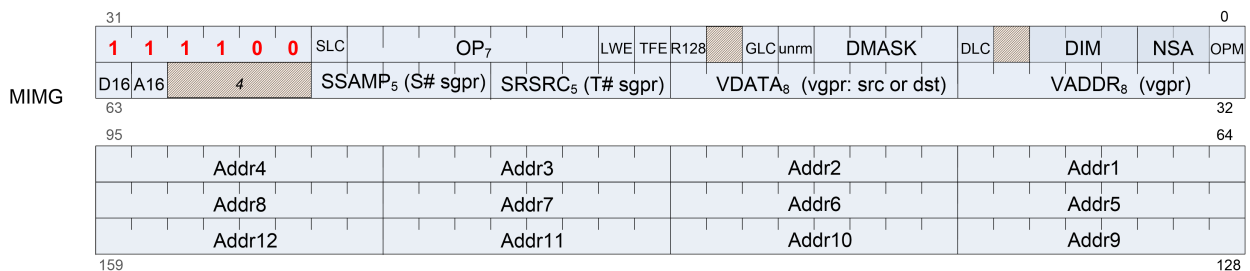 31 0
1 1 1 1 0 0 SLC OP7 LWE TFE R128 GLC unrm DMASK DLC DIM NSA OPM
D16 A16 4 SSAMP5 (S# sgpr) SRSRC5 (T# sgpr) VDATA8 (vgpr: src or dst) VADDR8 (vgpr)
MIMG
63 32
95 64
Addr4 Addr3 Addr2 Addr1
Addr8 Addr7 Addr6 Addr5
Addr12 Addr11 Addr10 Addr9
159 128